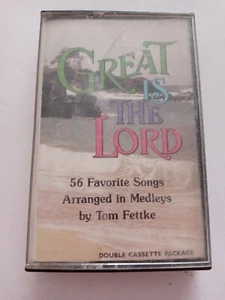 GREAT
IS
THE
LORD
56 Favorite Songs
Arranged in Medleys
by Tom Fettke
DOUBLE CASSETTE PACKAGE